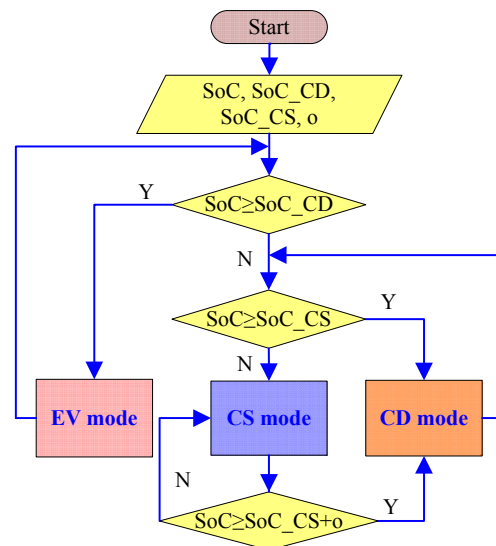 Start
SoC, SoC_CD,
SoC_CS, o
Y
SoC≥SoC_CD
N
SoC≥SoC_CS
Y
N
EV mode
CS mode
CD mode
N
SoC≥SoC_CS+o
Y